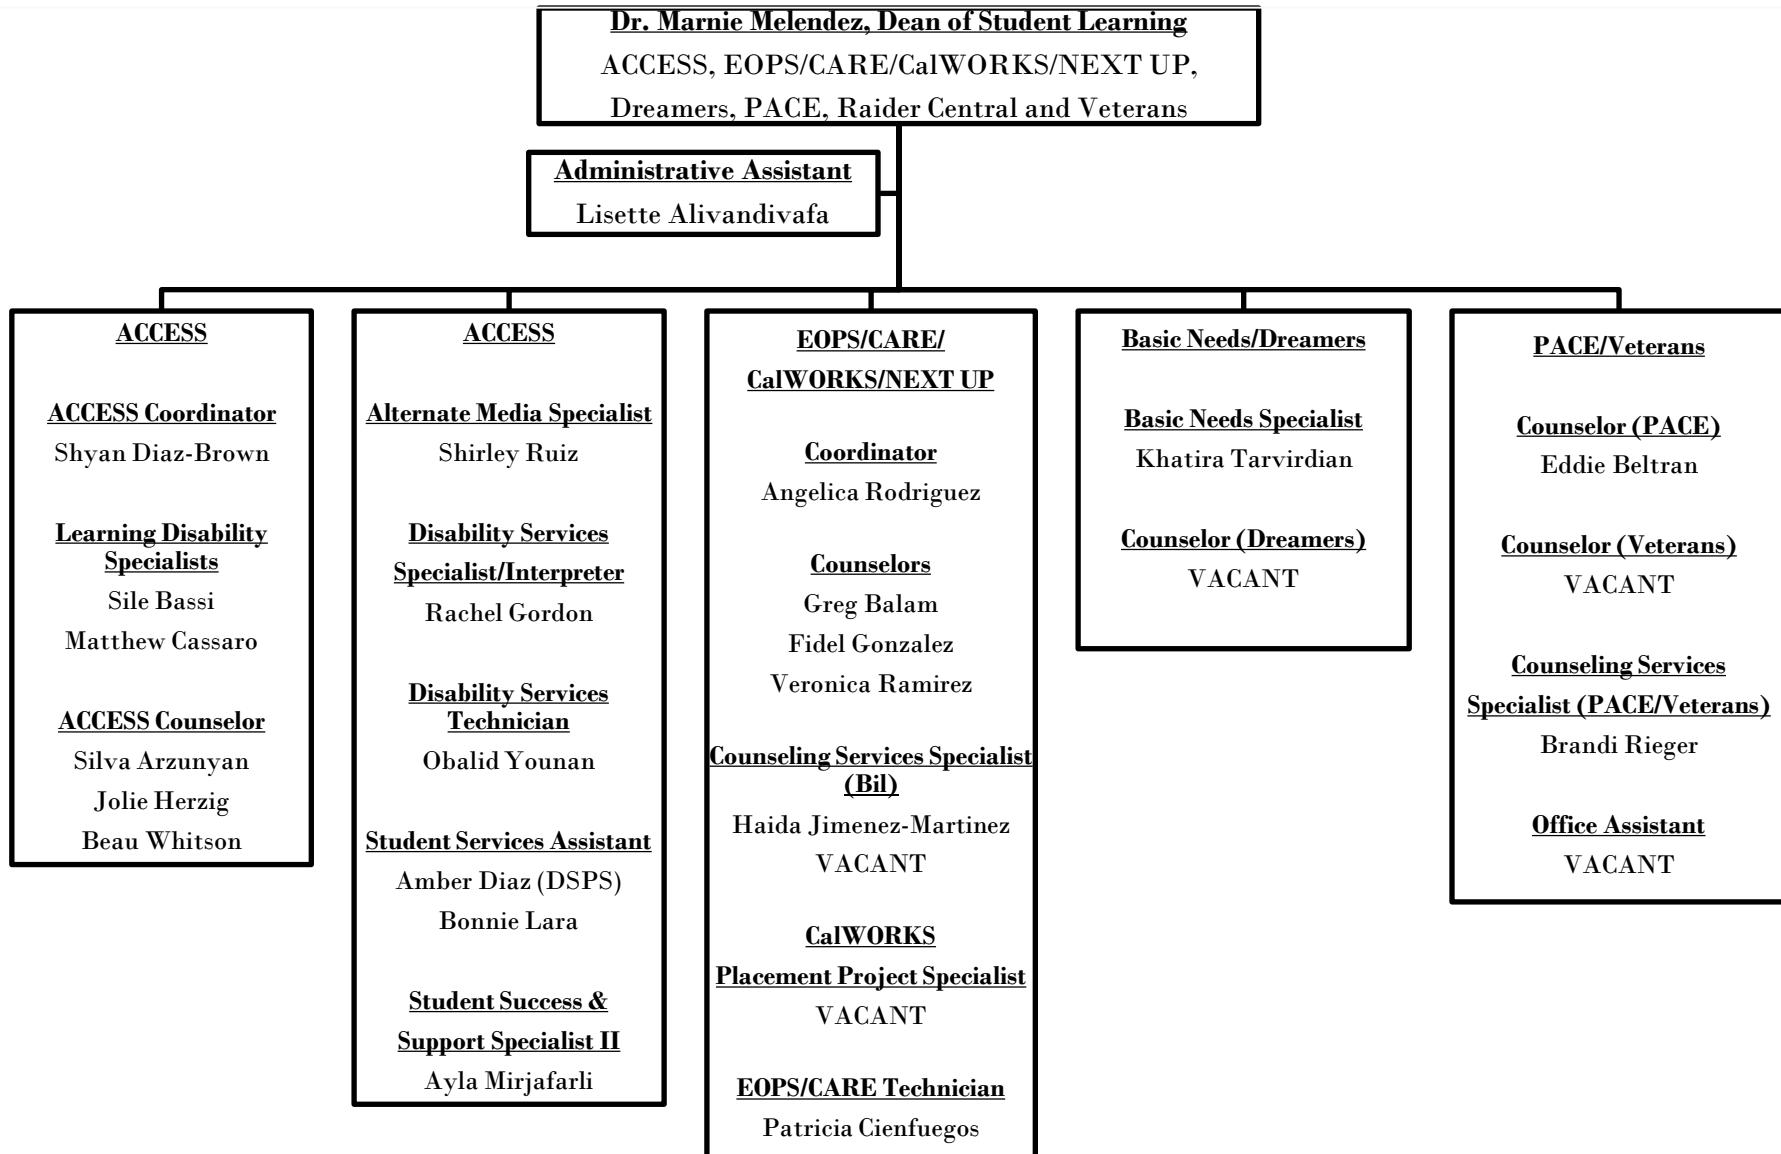 Dr. Marnie Melendez, Dean of Student Learning
ACCESS, EOPS/CARE/CalWORKS/NEXT UP,
Dreamers, PACE, Raider Central and Veterans
Administrative Assistant
Lisette Alivandivafa
ACCESS
ACCESS Coordinator
Shyan Diaz-Brown
Learning Disability
Specialists
Sile Bassi
Matthew Cassaro
ACCESS Counselor
Silva Arzunyan
Jolie Herzig
Beau Whitson
ACCESS
Alternate Media Specialist
Shirley Ruiz
Disability Services
Specialist/Interpreter
Rachel Gordon
Disability Services
Technician
Obalid Younan
Student Services Assistant
Amber Diaz (DSPS)
Bonnie Lara
Student Success &
Support Specialist II
Ayla Mirjafarli
EOPS/CARE/
CalWORKS/NEXT UP
Coordinator
Angelica Rodriguez
Counselors
Greg Balam
Fidel Gonzalez
Veronica Ramirez
Counseling Services Specialist
(Bil)
Haida Jimenez-Martinez
VACANT
CalWORKS
Placement Project Specialist
VACANT
EOPS/CARE Technician
Patricia Cienfuegos
Basic Needs/Dreamers
Basic Needs Specialist
Khatira Tarvirdian
Counselor (Dreamers)
VACANT
PACE/Veterans
Counselor (PACE)
Eddie Beltran
Counselor (Veterans)
VACANT
Counseling Services
Specialist (PACE/Veterans)
Brandi Rieger
Office Assistant
VACANT